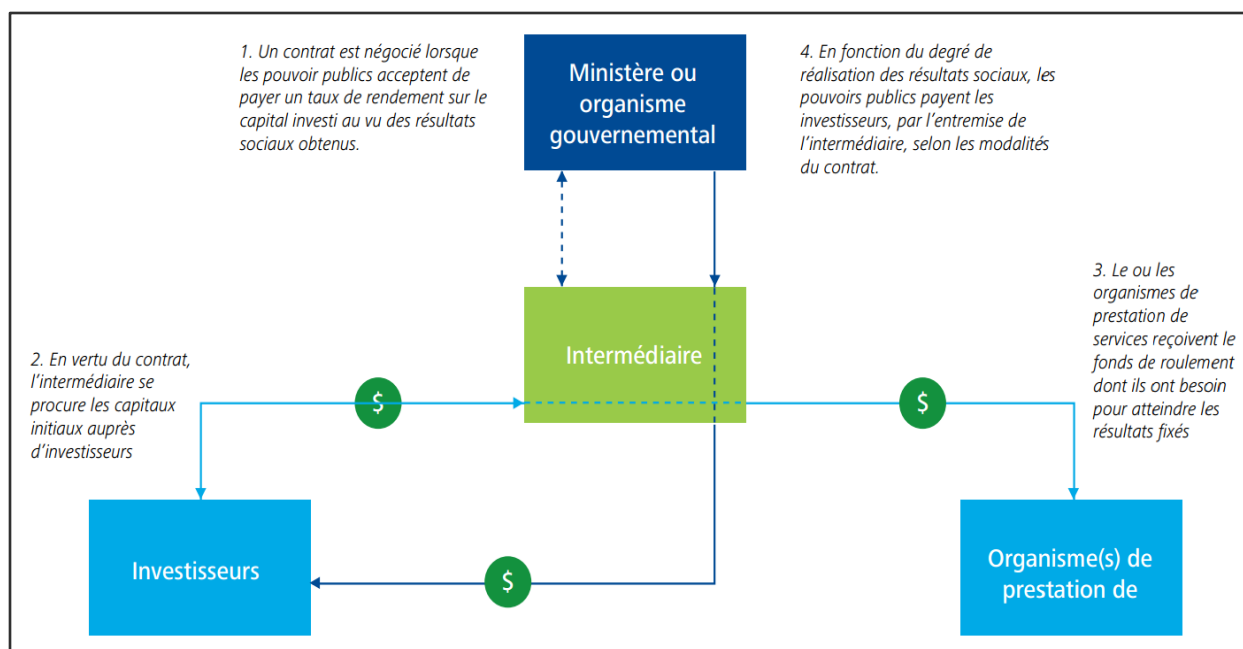 1. Un contrat est négocié lorsque
les pouvoir publics acceptent de
payer un taux de rendement sur le
capital investi au vu des résultats
sociaux obtenus.
Ministère ou
organisme
gouvernemental
4. En fonction du degré de
réalisation des résultats sociaux, les
pouvoirs publics payent les
investisseurs, par l’entremise de
l’intermédiaire, selon les modalités
du contrat.
3. Le ou les
organismes de
prestation de
services reçoivent le
fonds de roulement
dont ils ont besoin
pour atteindre les
résultats fixés
Intermédiaire
2. En vertu du contrat,
l’intermédiaire se
procure les capitaux
initiaux auprès
d’investisseurs
$
$
Investisseurs
$
Organisme(s) de
prestation de